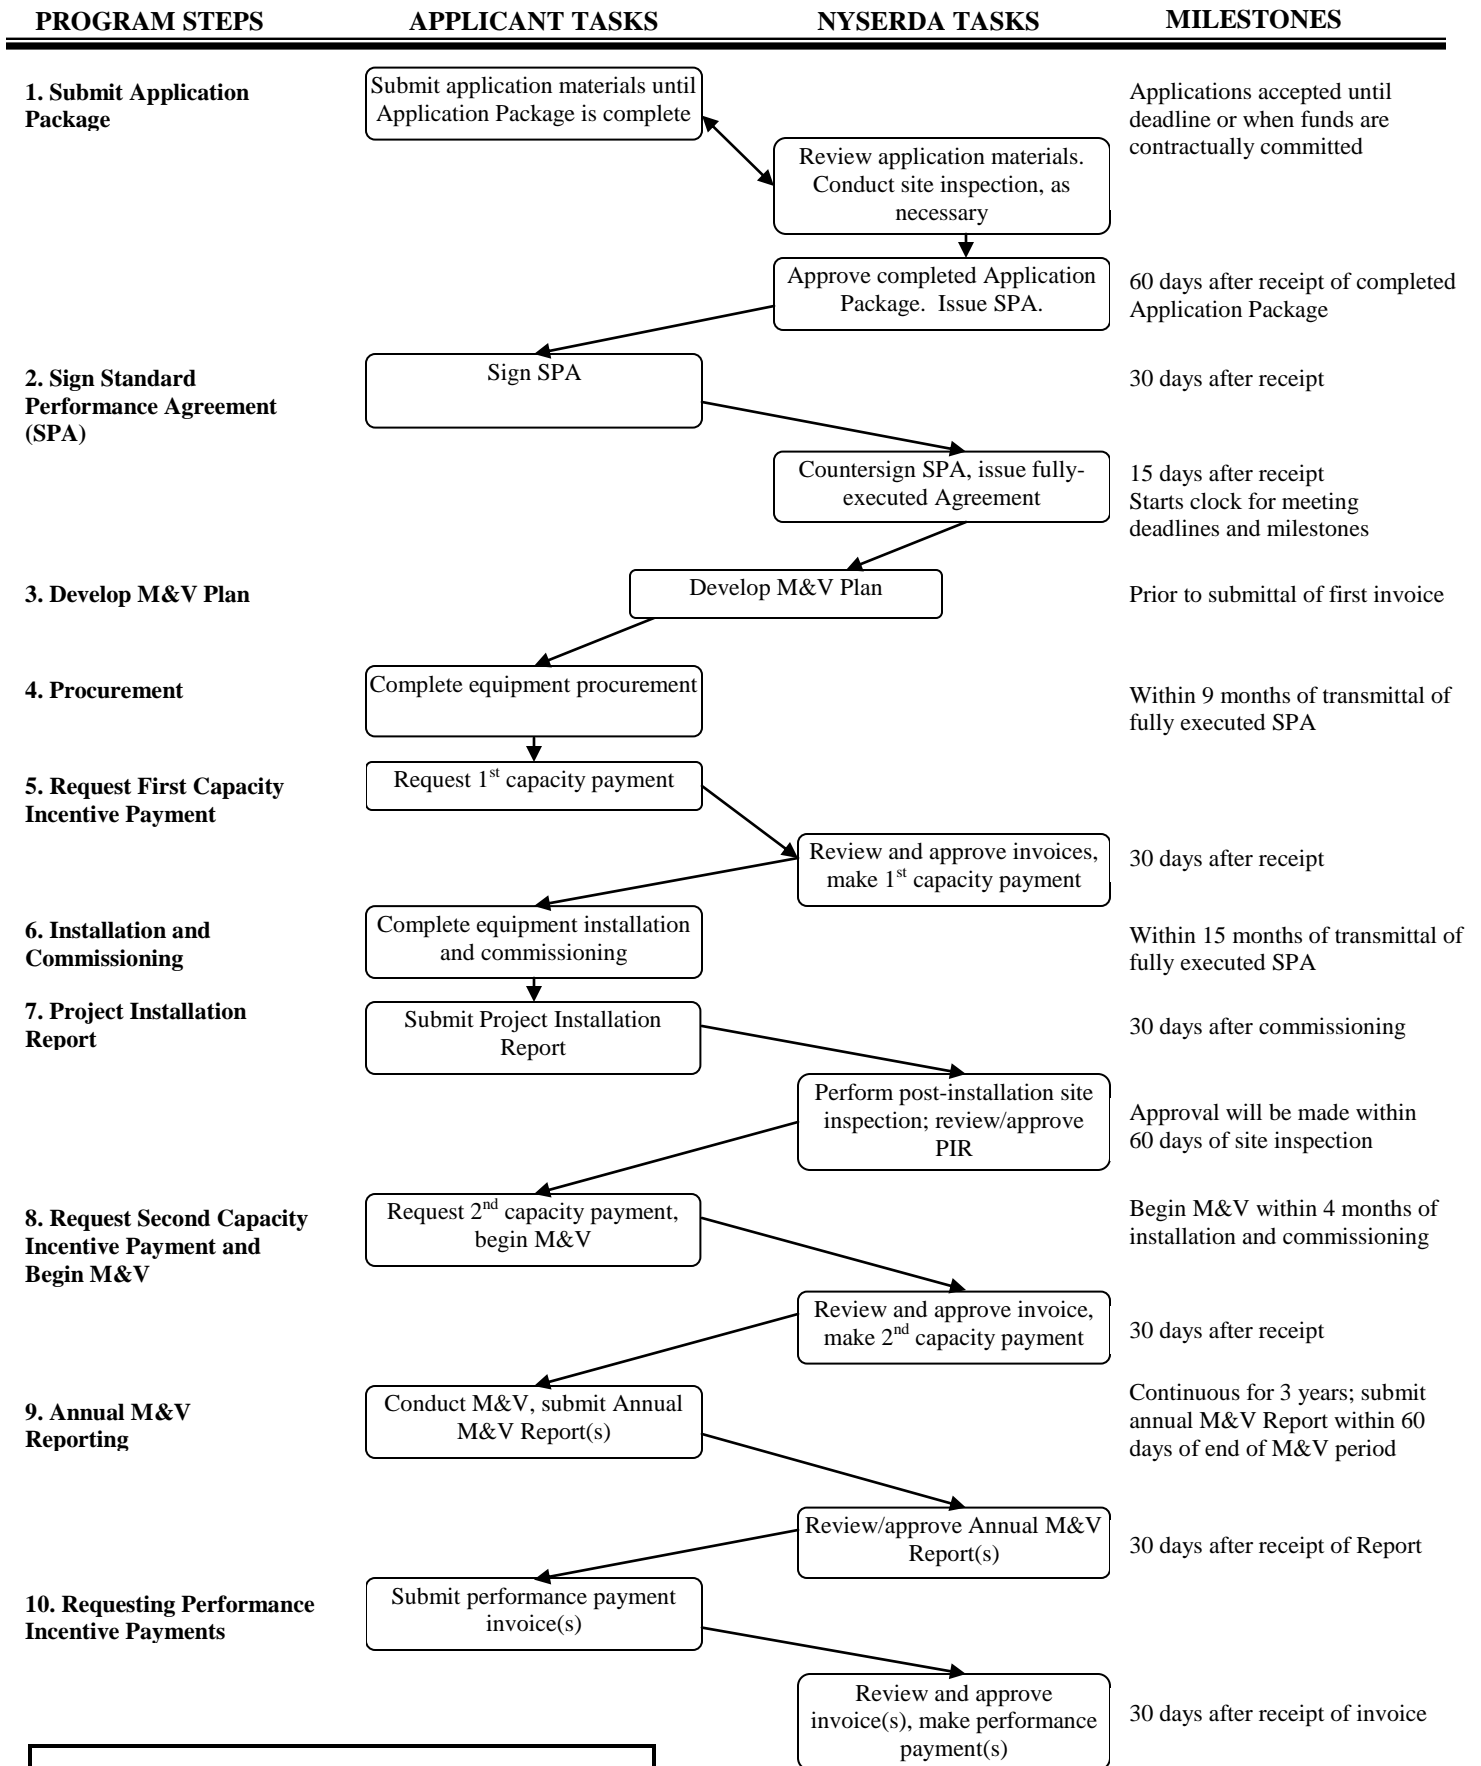 PROGRAM STEPS APPLICANT TASKS NYSERDA TASKS MILESTONES
1. Submit Application
Package
Submit application materials until
Application Package is complete
Applications accepted until
deadline or when funds are
contractually committed
Review application materials.
Conduct site inspection, as
necessary
Approve completed Application
Package. Issue SPA.
60 days after receipt of completed
Application Package
2. Sign Standard
Performance Agreement
(SPA)
Sign SPA
30 days after receipt
Countersign SPA, issue fully-
executed Agreement
15 days after receipt
Starts clock for meeting
deadlines and milestones
3. Develop M&V Plan
Develop M&V Plan
Prior to submittal of first invoice
4. Procurement
Complete equipment procurement
Within 9 months of transmittal of
fully executed SPA
5. Request First Capacity
Incentive Payment
Request 1st capacity payment
Review and approve invoices,
make 1st capacity payment
30 days after receipt
6. Installation and
Commissioning
Complete equipment installation
and commissioning
Within 15 months of transmittal of
fully executed SPA
7. Project Installation
Report
Submit Project Installation
Report
30 days after commissioning
Perform post-installation site
inspection; review/approve
PIR
Approval will be made within
60 days of site inspection
8. Request Second Capacity
Incentive Payment and
Begin M&V
Request 2nd capacity payment,
begin M&V
Begin M&V within 4 months of
installation and commissioning
Review and approve invoice,
make 2nd capacity payment
30 days after receipt
9. Annual M&V
Reporting
Conduct M&V, submit Annual
M&V Report(s)
Continuous for 3 years; submit
annual M&V Report within 60
days of end of M&V period
Review/approve Annual M&V
Report(s)
30 days after receipt of Report
10. Requesting Performance
Incentive Payments
Submit performance payment
invoice(s)
Review and approve
invoice(s), make performance
payment(s)
30 days after receipt of invoice